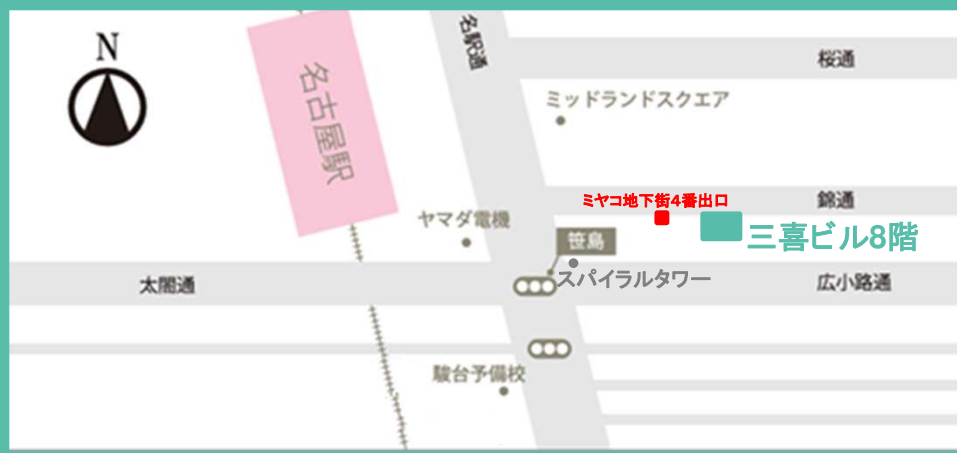 N
名駅通
桜通
名古屋駅
ミッドランドスクエア
ミヤコ地下街4番出口
錦通
ヤマダ電機
笹島
三喜ビル8階
スパイラルタワー
太閤通
広小路通
駿台予備校